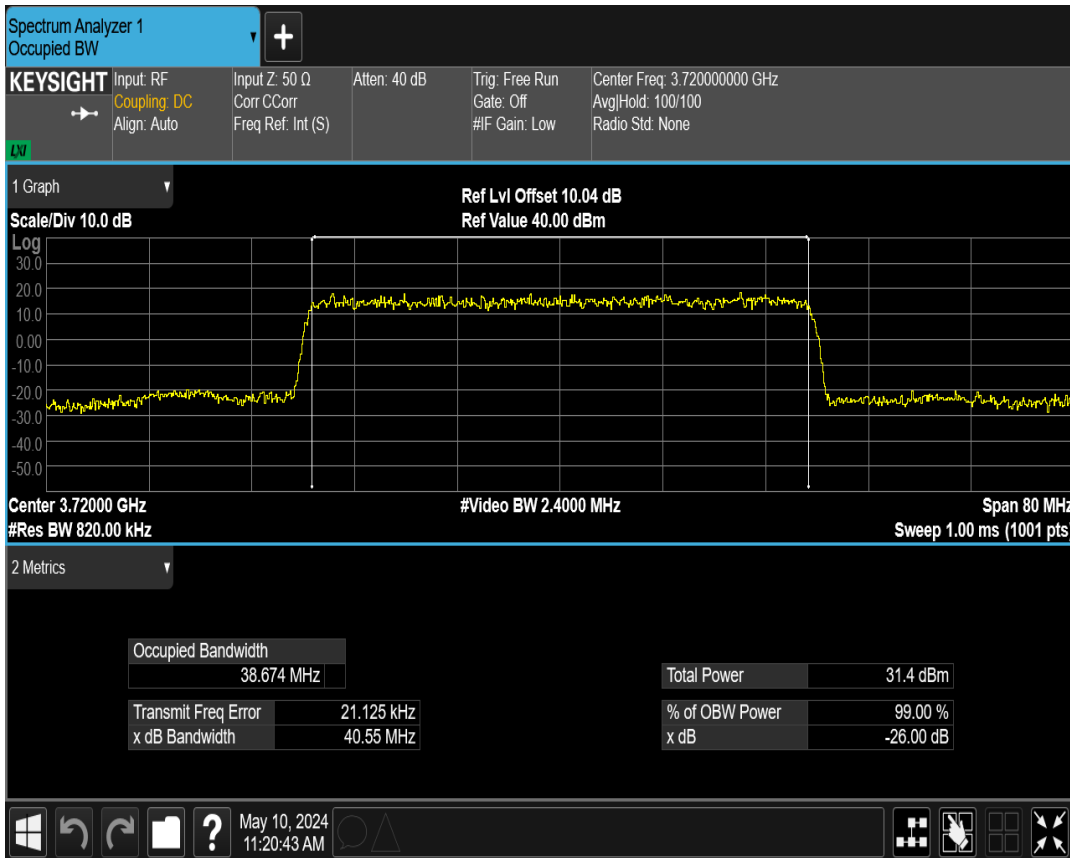 Spectrum Analyzer 1
Occupied BW
+
KEYSIGHT
Input: RF
Coupling: DC
Align: Auto
Input Z: 50 Ω
Corr CCorr
Freq Ref: Int (S)
Atten: 40 dB
Trig: Free Run
Gate: Off
#IF Gain: Low
Center Freq: 3.720000000 GHz
Avg|Hold: 100/100
Radio Std: None
LXI
1 Graph
Scale/Div 10.0 dB
Ref Lvl Offset 10.04 dB
Ref Value 40.00 dBm
Log
30.0
20.0
10.0
0.00
-10.0
-20.0
-30.0
-40.0
-50.0
Center 3.72000 GHz
#Res BW 820.00 kHz
#Video BW 2.4000 MHz
Span 80 MHz
Sweep 1.00 ms (1001 pts)
2 Metrics
Occupied Bandwidth
38.674 MHz
Transmit Freq Error 21.125 kHz
x dB Bandwidth 40.55 MHz
Total Power 31.4 dBm
% of OBW Power 99.00 %
x dB -26.00 dB
?
May 10, 2024
11:20:43 AM